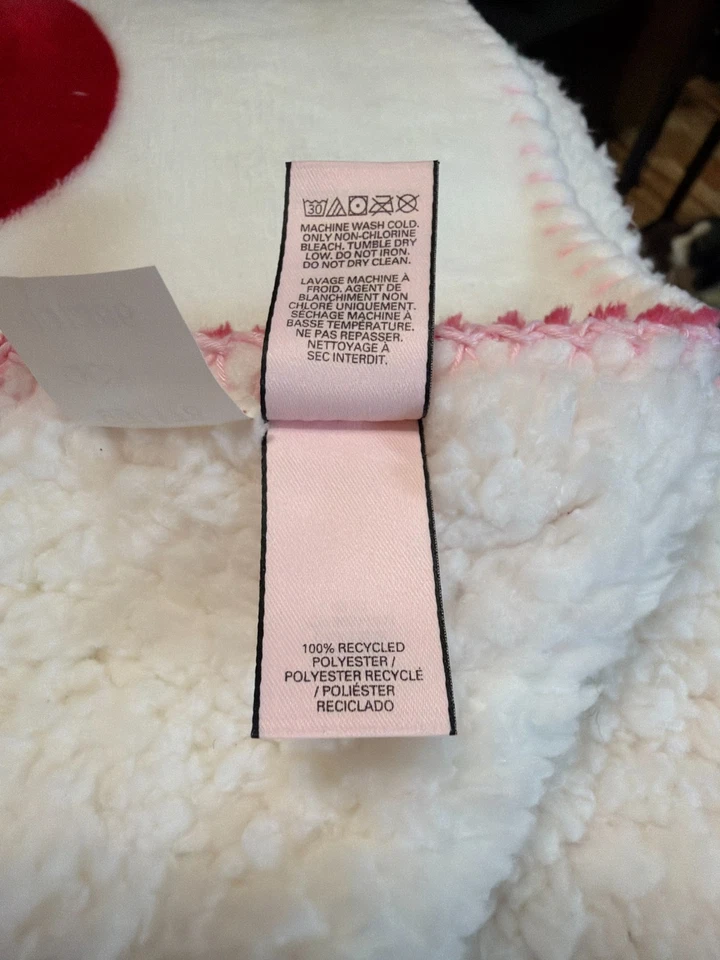 30
MACHINE WASH COLD.
ONLY NON-CHLORINE
BLEACH. TUMBLE DRY
LOW. DO NOT IRON.
DO NOT DRY CLEAN.
LAVAGE MACHINE À
FROID. AGENT DE
BLANCHIMENT NON
CHLORÉ UNIQUEMENT.
SÉCHAGE MACHINE À
BASSE TEMPÉRATURE.
NE PAS REPASSER.
NETTOYAGE À
SEC INTERDIT.
100% RECYCLED
POLYESTER /
POLYESTER RECYCLÉ
/ POLIÉSTER
RECICLADO